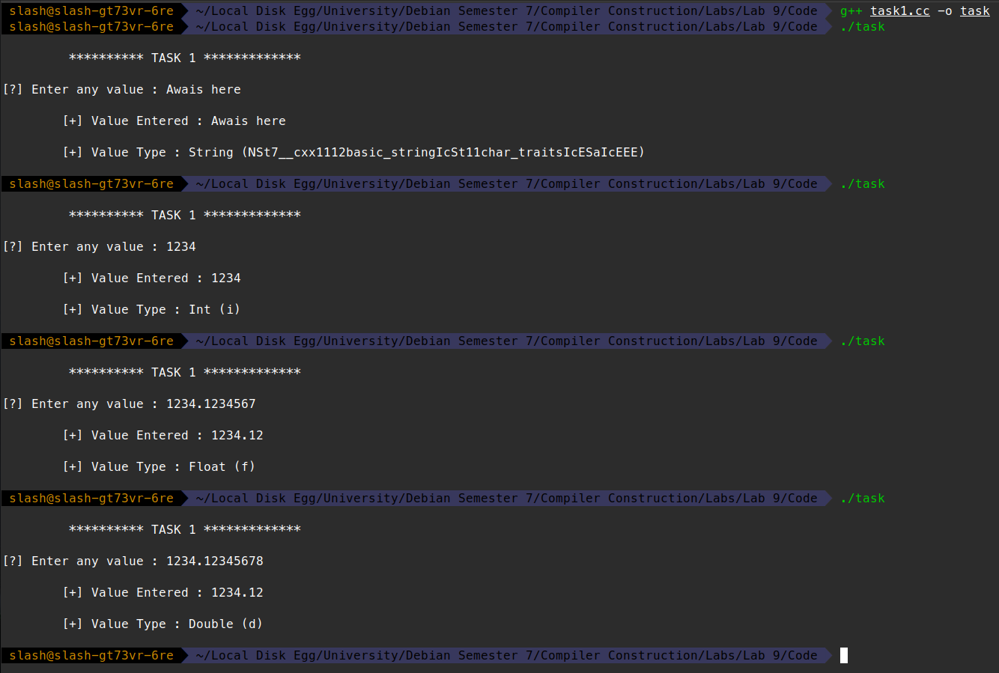 slash@slash-gt73vr-6re ~/Local Disk Egg/University/Debian Semester 7/Compiler Construction/Labs/Lab 9/Code g++ task1.cc -o task
slash@slash-gt73vr-6re ~/Local Disk Egg/University/Debian Semester 7/Compiler Construction/Labs/Lab 9/Code ./task
********** TASK 1 *************
[?] Enter any value : Awais here
[+] Value Entered : Awais here
[+] Value Type : String (NSt7__cxx1112basic_stringIcSt11char_traitsIcESaIcEEE)
slash@slash-gt73vr-6re ~/Local Disk Egg/University/Debian Semester 7/Compiler Construction/Labs/Lab 9/Code ./task
********** TASK 1 *************
[?] Enter any value : 1234
[+] Value Entered : 1234
[+] Value Type : Int (i)
slash@slash-gt73vr-6re ~/Local Disk Egg/University/Debian Semester 7/Compiler Construction/Labs/Lab 9/Code ./task
********** TASK 1 *************
[?] Enter any value : 1234.1234567
[+] Value Entered : 1234.12
[+] Value Type : Float (f)
slash@slash-gt73vr-6re ~/Local Disk Egg/University/Debian Semester 7/Compiler Construction/Labs/Lab 9/Code ./task
********** TASK 1 *************
[?] Enter any value : 1234.12345678
[+] Value Entered : 1234.12
[+] Value Type : Double (d)
slash@slash-gt73vr-6re ~/Local Disk Egg/University/Debian Semester 7/Compiler Construction/Labs/Lab 9/Code